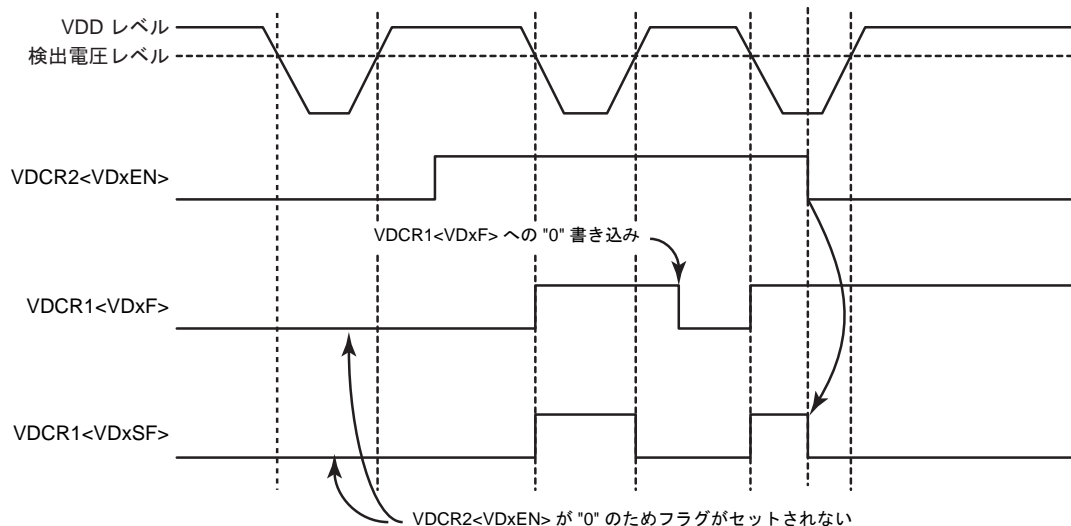 VDD レベル
検出電圧レベル
VDCR2<VDxEN>
VDCR1<VDxF> への "0" 書き込み
VDCR1<VDxF>
VDCR1<VDxSF>
VDCR2<VDxEN> が "0" のためフラグがセットされない